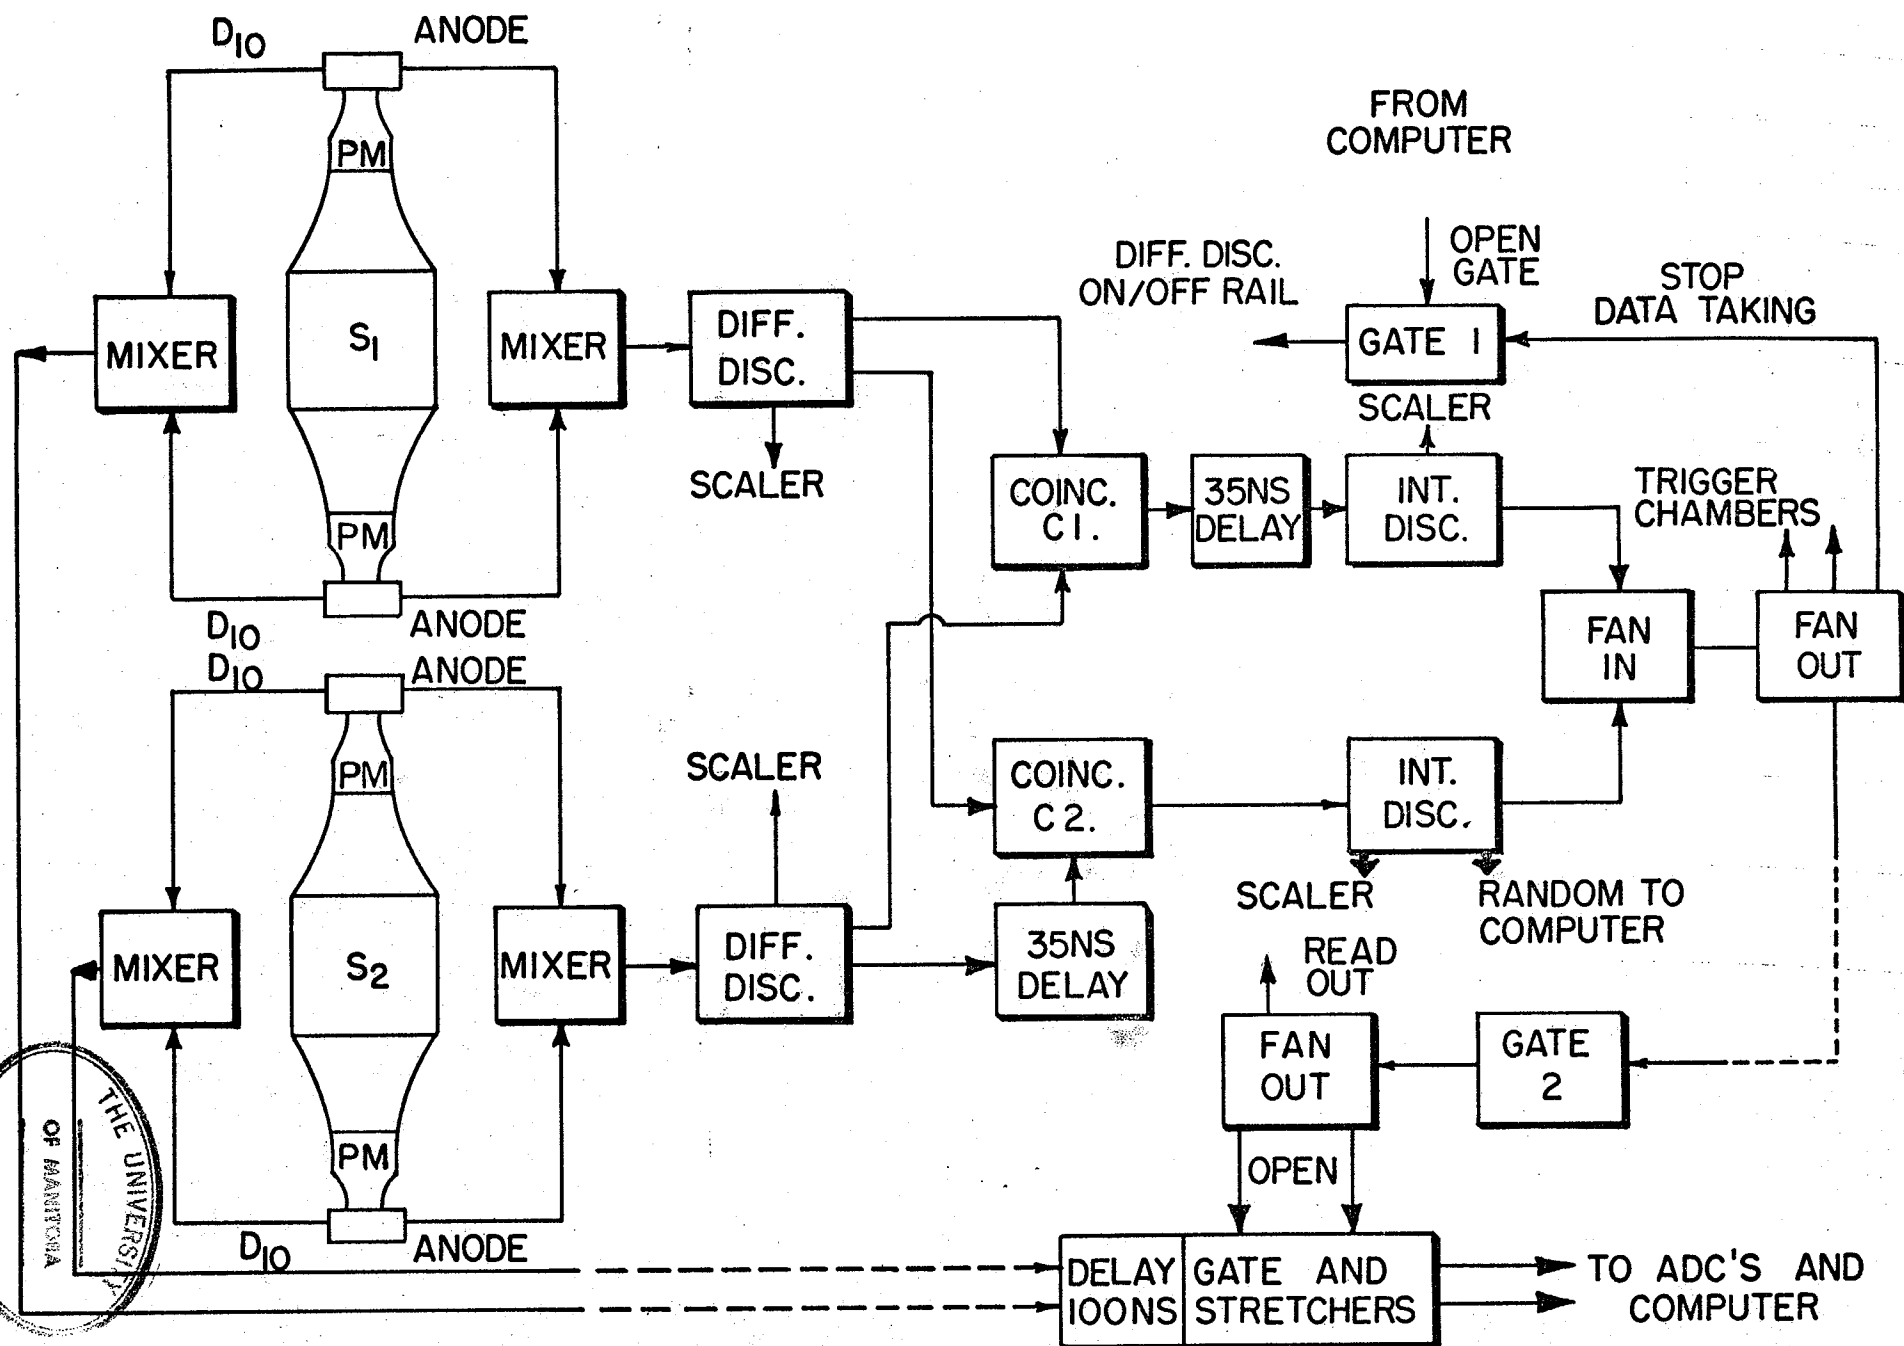 D10
ANODE
PM
S1
MIXER
MIXER
PM
D10
ANODE
DIFF.
DISC.
SCALER
FROM
COMPUTER
OPEN
GATE
DIFF. DISC.
ON/OFF RAIL
GATE 1
STOP
DATA TAKING
SCALER
COINC.
C1.
35NS
DELAY
INT.
DISC.
TRIGGER
CHAMBERS
FAN
IN
FAN
OUT
D10
ANODE
PM
S2
MIXER
MIXER
PM
D10
ANODE
SCALER
DIFF.
DISC.
COINC.
C2.
35NS
DELAY
INT.
DISC.
SCALER
RANDOM TO
COMPUTER
READ
OUT
FAN
OUT
GATE
2
OPEN
DELAY
100NS
GATE AND
STRETCHERS
TO ADC'S AND
COMPUTER
THE UNIVERSITY
OF MANITOBA